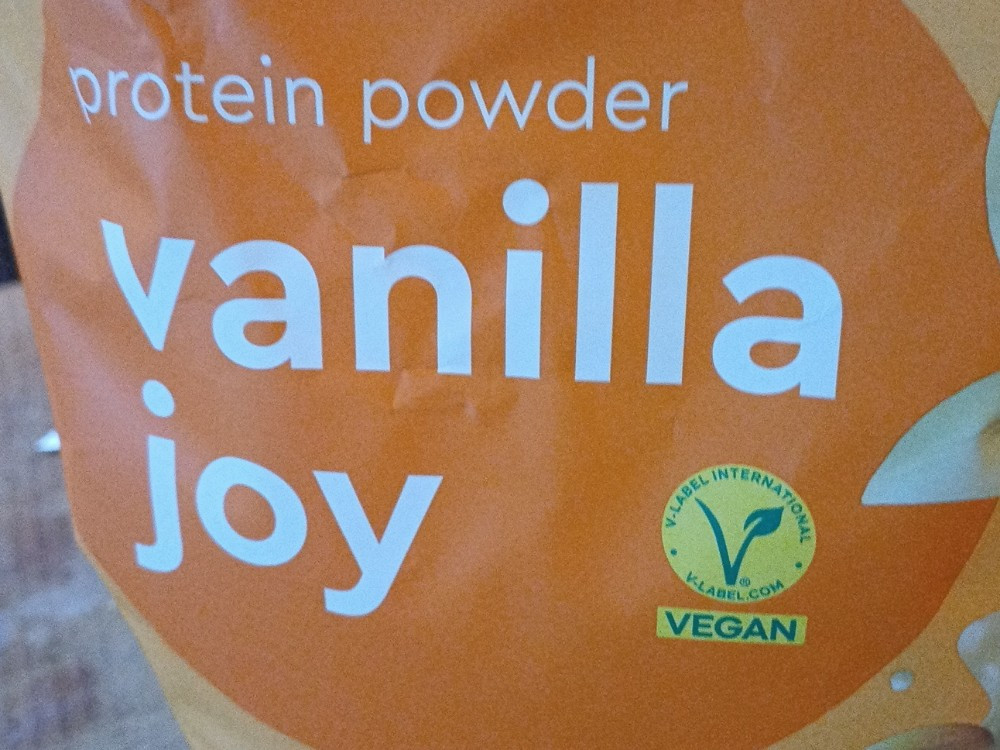 protein powder
vanilla
joy
V-LABEL INTERNATIONAL
V®
V-LABEL.COM
VEGAN